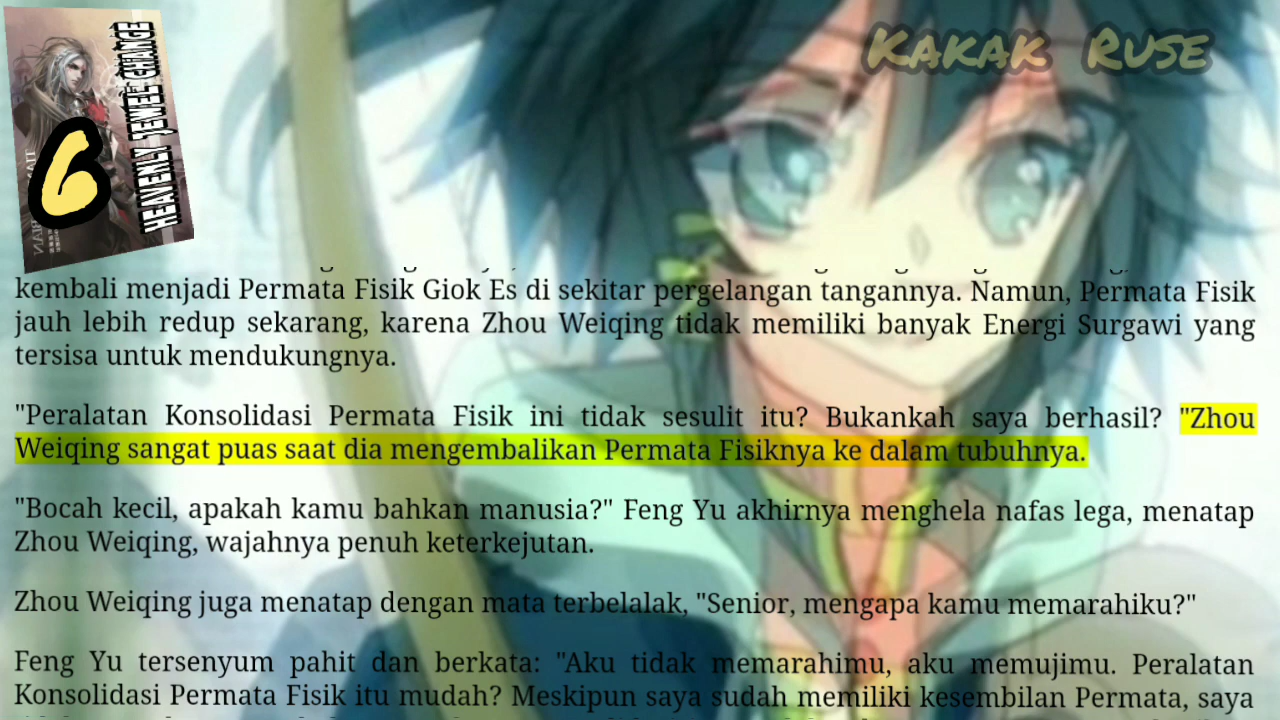 HEAVENLY JEWEL CHANGE
6
KAKAK RUSE
kembali menjadi Permata Fisik Giok Es di sekitar pergelangan tangannya. Namun, Permata Fisik
jauh lebih redup sekarang, karena Zhou Weiqing tidak memiliki banyak Energi Surgawi yang
tersisa untuk mendukungnya.
"Peralatan Konsolidasi Permata Fisik ini tidak sesulit itu? Bukankah saya berhasil? "Zhou
Weiqing sangat puas saat dia mengembalikan Permata Fisiknya ke dalam tubuhnya.
"Bocah kecil, apakah kamu bahkan manusia?" Feng Yu akhirnya menghela nafas lega, menatap
Zhou Weiqing, wajahnya penuh keterkejutan.
Zhou Weiqing juga menatap dengan mata terbelalak, "Senior, mengapa kamu memarahiku?"
Feng Yu tersenyum pahit dan berkata: "Aku tidak memarahimu, aku memujimu. Peralatan
Konsolidasi Permata Fisik itu mudah? Meskipun saya sudah memiliki kesembilan Permata, saya